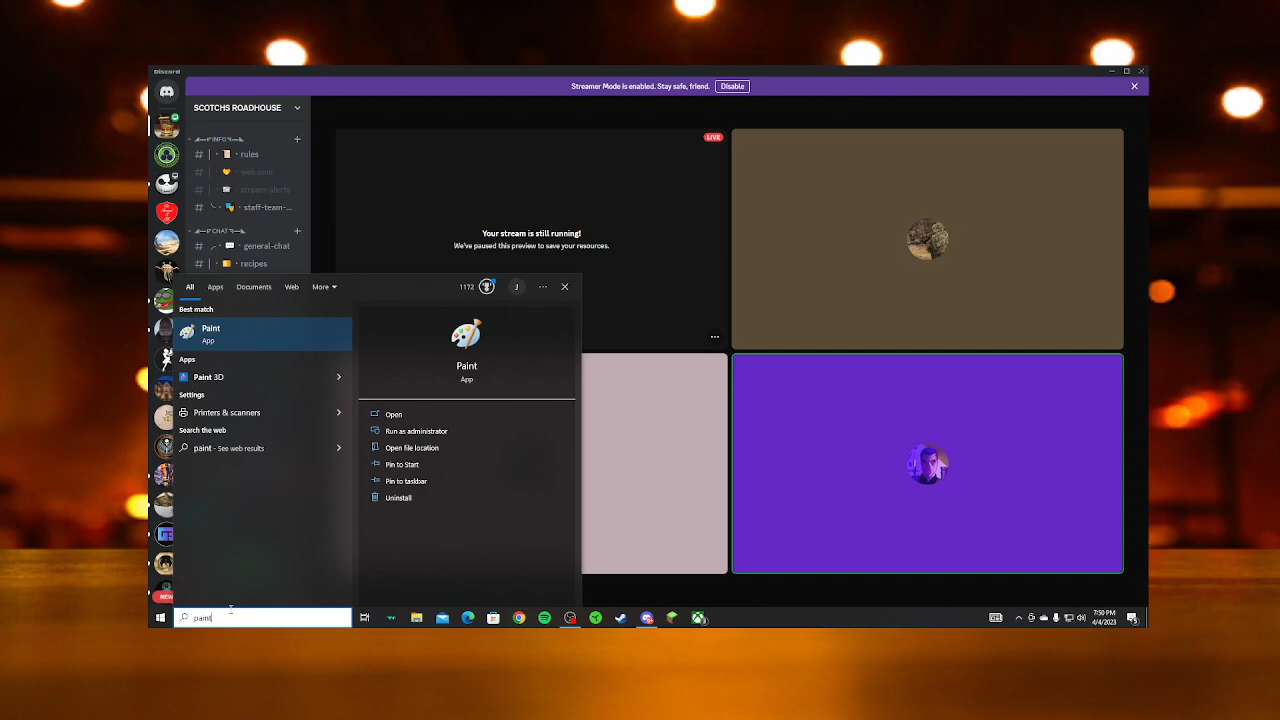 Discord
Streamer Mode is enabled. Stay safe, friend.
Disable
SCOTCHS ROADHOUSE
INFO
rules
welcome
stream-alerts
staff-team-...
CHAT
general-chat
recipes
LIVE
Your stream is still running!
We've paused this preview to save your resources.
All
Apps
Documents
Web
More
1172
J
Best match
Paint
App
Apps
Paint 3D
Settings
Printers & scanners
Search the web
paint - See web results
Paint
App
Open
Run as administrator
Open file location
Pin to Start
Pin to taskbar
Uninstall
NEW
paint
7:50 PM
4/4/2023